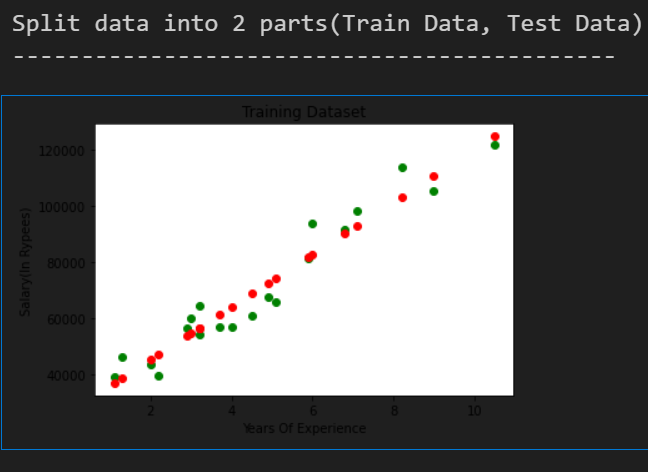 Split data into 2 parts(Train Data, Test Data)
---------------------------------------------
Training Dataset
120000
100000
80000
60000
40000
Salary(In Rypees)
2 4 6 8 10
Years Of Experience